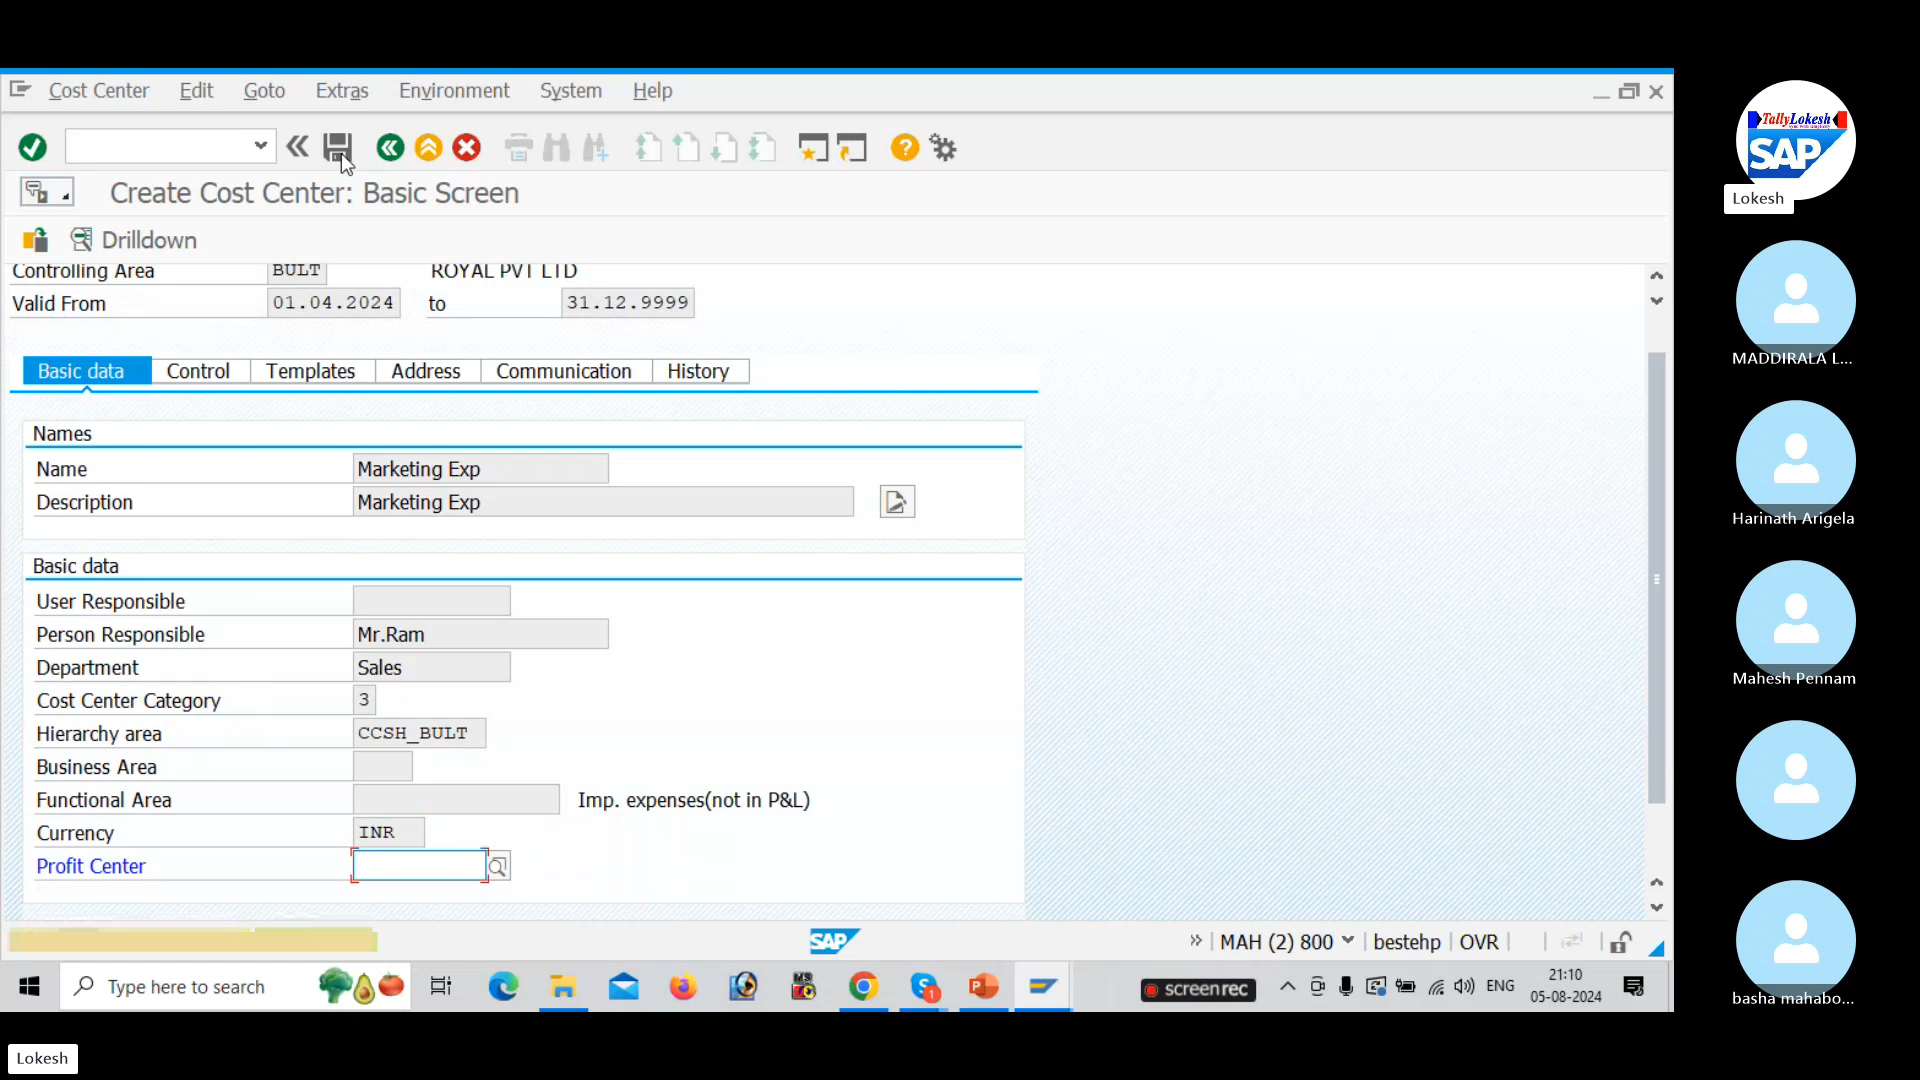 Cost Center Edit Goto Extras Environment System Help
Create Cost Center: Basic Screen
Drilldown
Controlling Area BULT ROYAL PVT LTD
Valid From 01.04.2024 to 31.12.9999
Basic data Control Templates Address Communication History
Names
Name Marketing Exp
Description Marketing Exp
Basic data
User Responsible
Person Responsible Mr.Ram
Department Sales
Cost Center Category 3
Hierarchy area CCSH_BULT
Business Area
Functional Area Imp. expenses(not in P&L)
Currency INR
Profit Center
SAP MAH (2) 800 bestehp OVR
Type here to search screenrec ENG 21:10
05-08-2024
Lokesh
TallyLokesh
SAP
Lokesh
MADDIRALA L...
Harinath Arigela
Mahesh Pennam
basha mahabo...